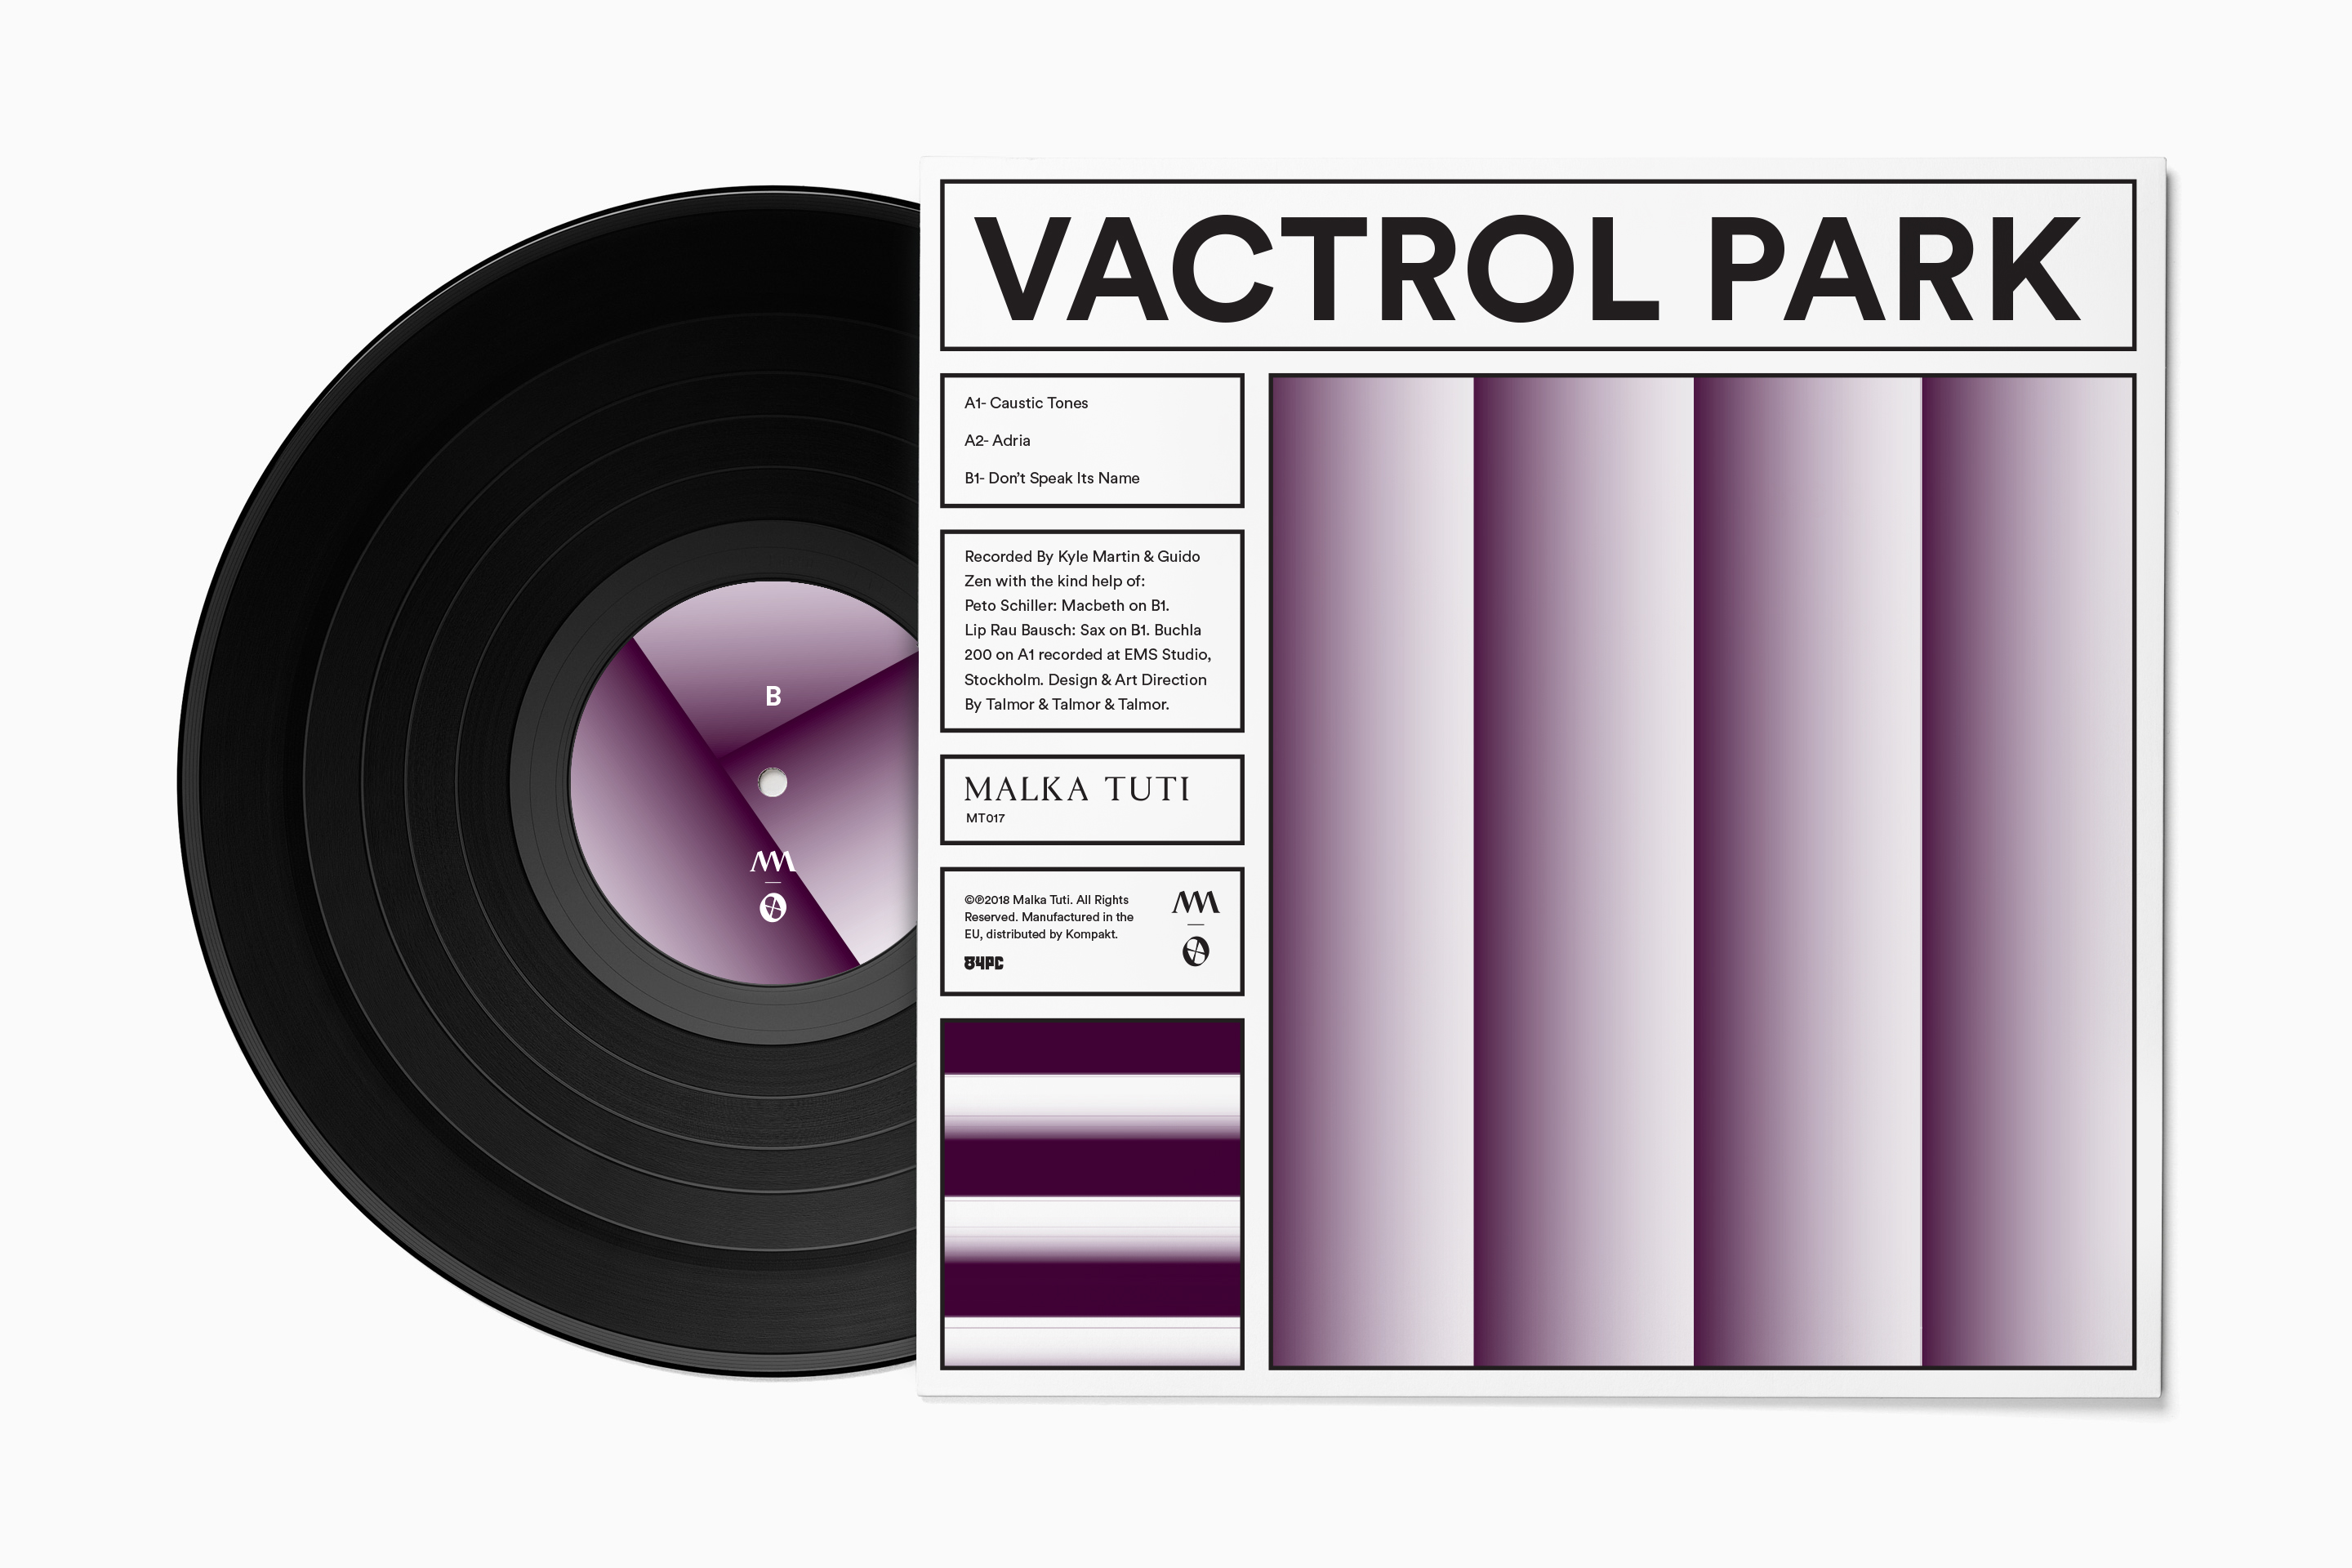 VACTROL PARK
A1- Caustic Tones
A2- Adria
B1- Don't Speak Its Name
Recorded By Kyle Martin & Guido
Zen with the kind help of:
Peto Schiller: Macbeth on B1.
Lip Rau Bausch: Sax on B1. Buchla
200 on A1 recorded at EMS Studio,
Stockholm. Design & Art Direction
By Talmor & Talmor & Talmor.
MALKA TUTI
MT017
©℗2018 Malka Tuti. All Rights
Reserved. Manufactured in the
EU, distributed by Kompakt.
84PC
B